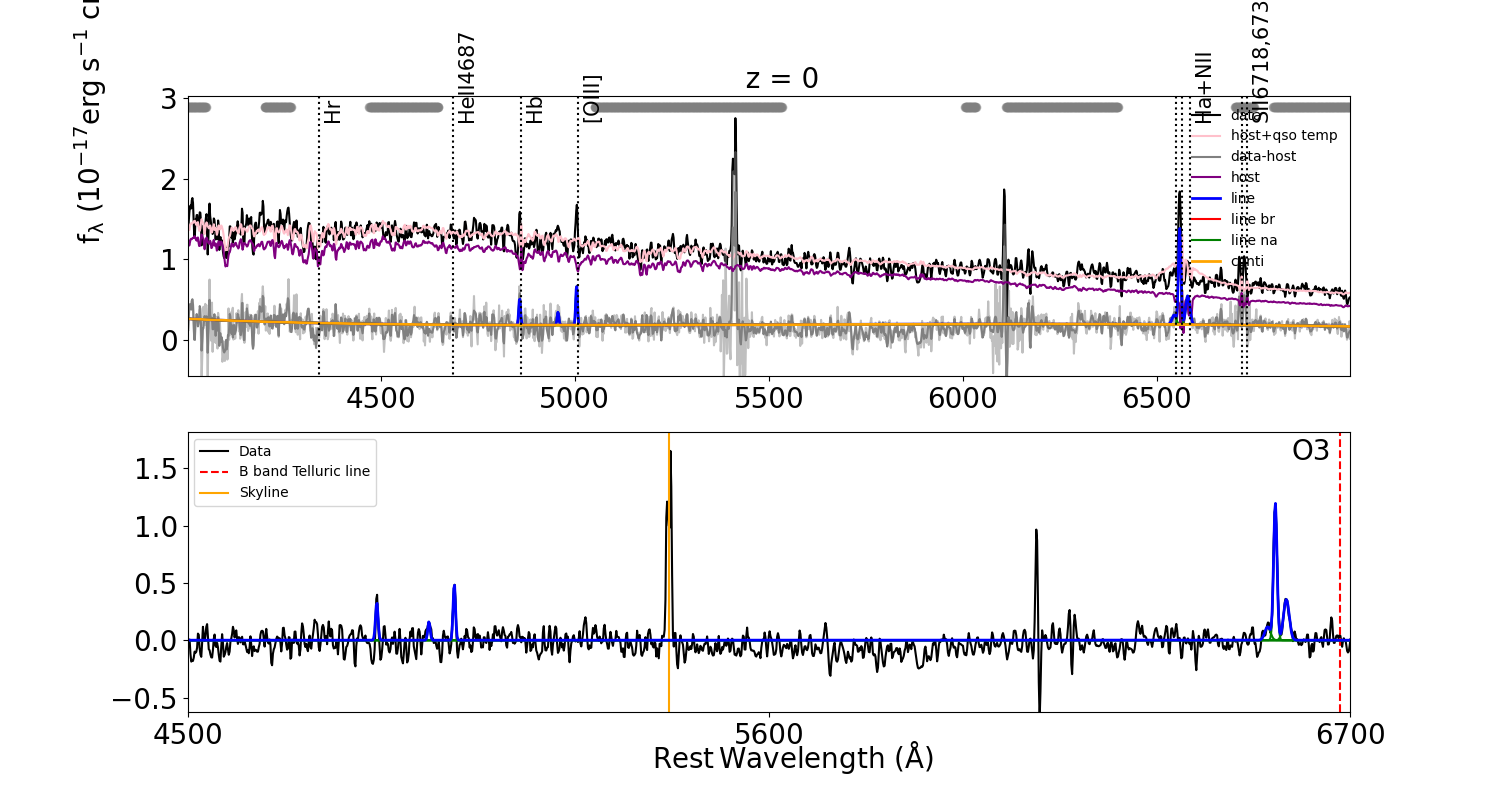 z = 0
f_λ (10^−17 erg s^−1
Hr
HeII4687
Hb
[OIII]
Ha+NII
SII6718,673
3
2
1
0
data
host+qso temp
data-host
host
line
line br
line na
conti
4500
5000
5500
6000
6500
O3
Data
B band Telluric line
Skyline
1.5
1.0
0.5
0.0
−0.5
4500
5600
6700
Rest Wavelength (Å)